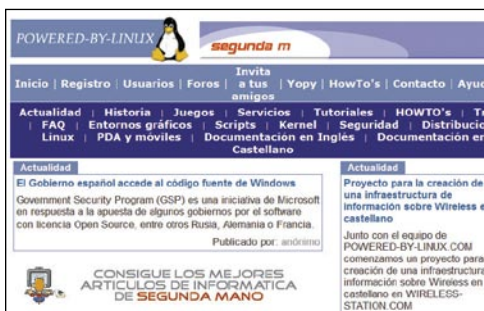 POWERED-BY-LINUX
segunda m
Inicio | Registro | Usuarios | Foros | Invita a tus amigos | Yopy | HowTo's | Contacto | Ayuc
Actualidad | Historia | Juegos | Servicios | Tutoriales | HOWTO's | Tr
| FAQ | Entornos gráficos | Scripts | Kernel | Seguridad | Distribucio
Linux | PDA y móviles | Documentación en Inglés | Documentación en
Castellano
Actualidad
El Gobierno español accede al código fuente de Windows
Government Security Program (GSP) es una iniciativa de Microsoft
en respuesta a la apuesta de algunos gobiernos por el software
con licencia Open Source, entre otros Rusia, Alemania o Francia.
Publicado por: anónimo
CONSIGUE LOS MEJORES
ARTICULOS DE INFORMATICA
DE SEGUNDA MANO
Actualidad
Proyecto para la creación de
una infraestructura de
información sobre Wireless e
castellano
Junto con el equipo de
POWERED-BY-LINUX.COM
comenzamos un proyecto para
creación de una infraestructura
información sobre Wireless en
castellano en WIRELESS-
STATION.COM